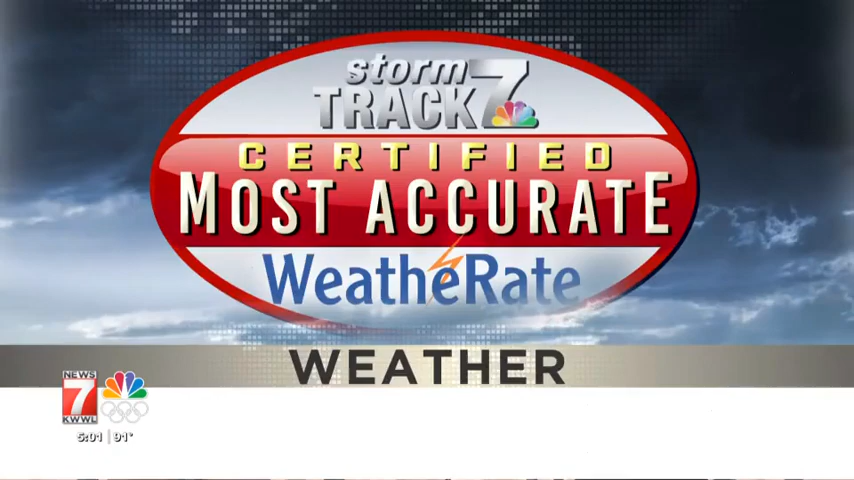 storm
TRACK7
CERTIFIED
MOST ACCURATE
WeatheRate
WEATHER
NEWS
7
KWWL
5:01 91°